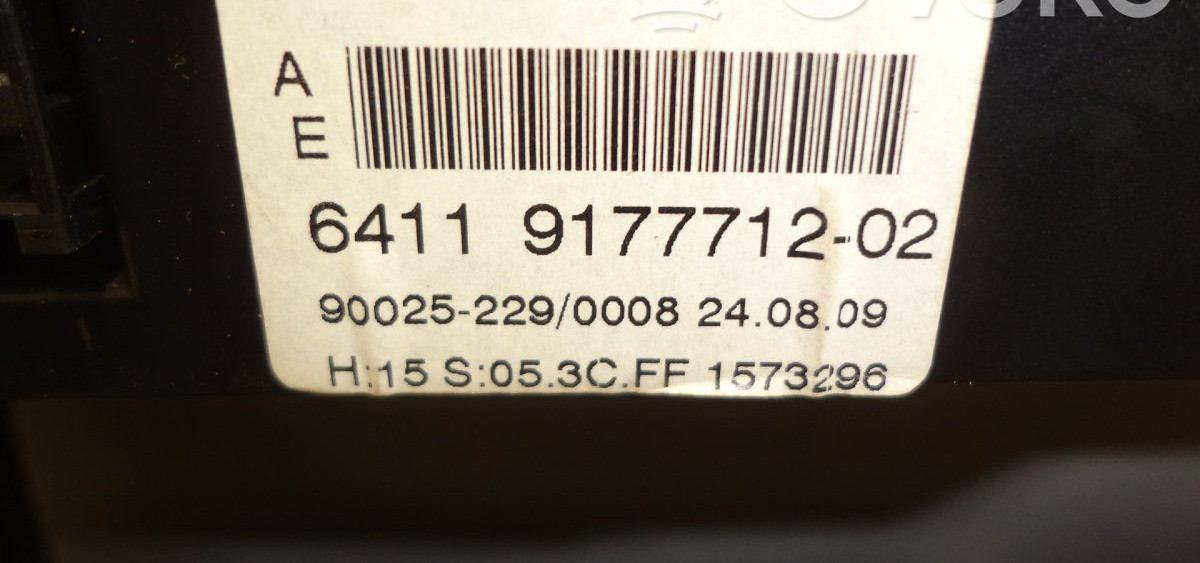 A
E
6411 9177712-02
90025-229/0008 24.08.09
H:15 S:05.3C.FF 1573296